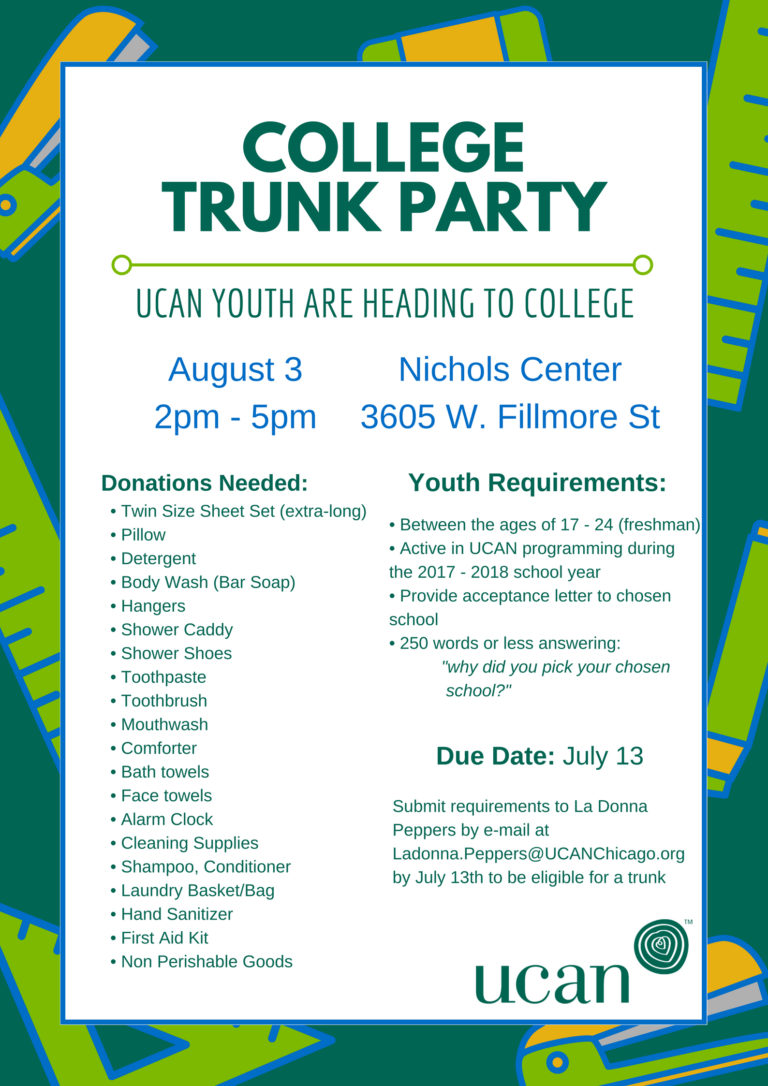 COLLEGE
TRUNK PARTY
UCAN YOUTH ARE HEADING TO COLLEGE
August 3
2pm - 5pm
Nichols Center
3605 W. Fillmore St
Donations Needed:
• Twin Size Sheet Set (extra-long)
• Pillow
• Detergent
• Body Wash (Bar Soap)
• Hangers
• Shower Caddy
• Shower Shoes
• Toothpaste
• Toothbrush
• Mouthwash
• Comforter
• Bath towels
• Face towels
• Alarm Clock
• Cleaning Supplies
• Shampoo, Conditioner
• Laundry Basket/Bag
• Hand Sanitizer
• First Aid Kit
• Non Perishable Goods
Youth Requirements:
• Between the ages of 17 - 24 (freshman)
• Active in UCAN programming during
the 2017 - 2018 school year
• Provide acceptance letter to chosen
school
• 250 words or less answering:
"why did you pick your chosen
school?"
Due Date: July 13
Submit requirements to La Donna
Peppers by e-mail at
Ladonna.Peppers@UCANChicago.org
by July 13th to be eligible for a trunk
ucan ™